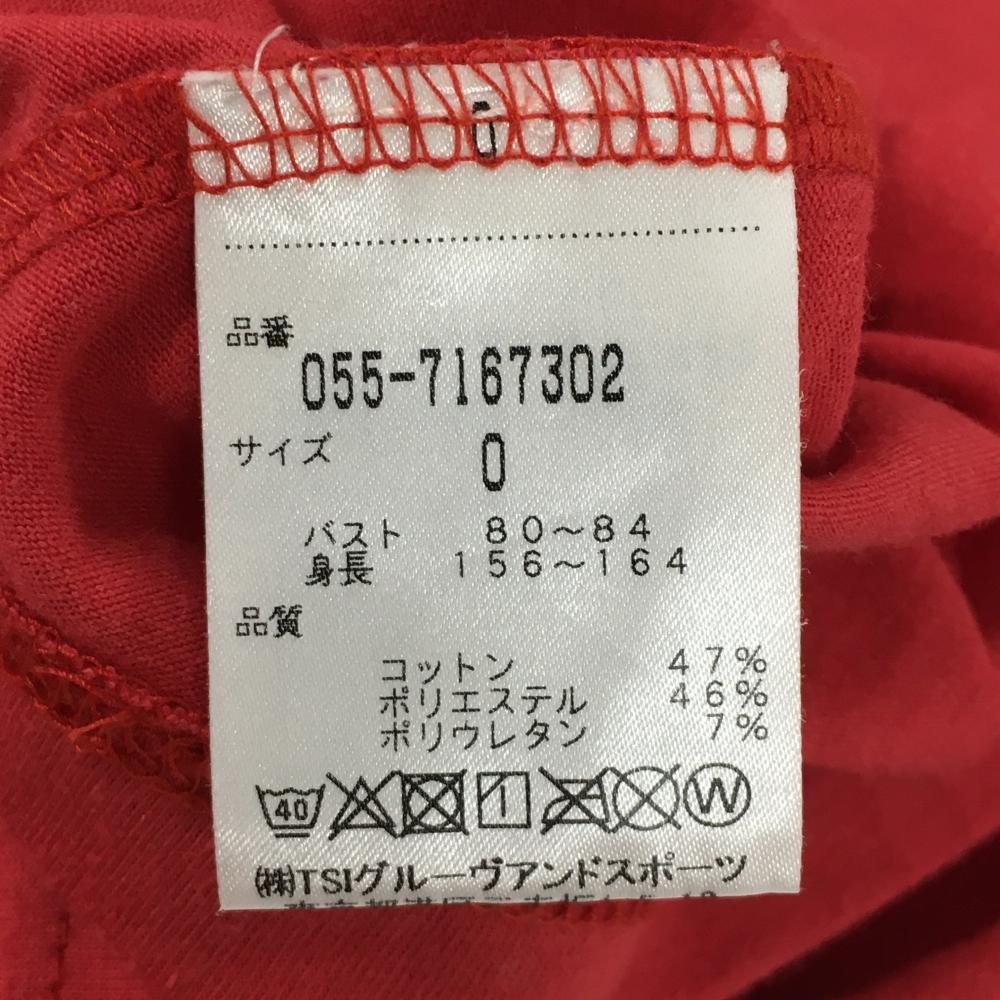 0
品番
055-7167302
サイズ 0
バスト 80～84
身長 156～164
品質
コットン 47%
ポリエステル 46%
ポリウレタン 7%
40 W
(株)TSIグルーヴアンドスポーツ